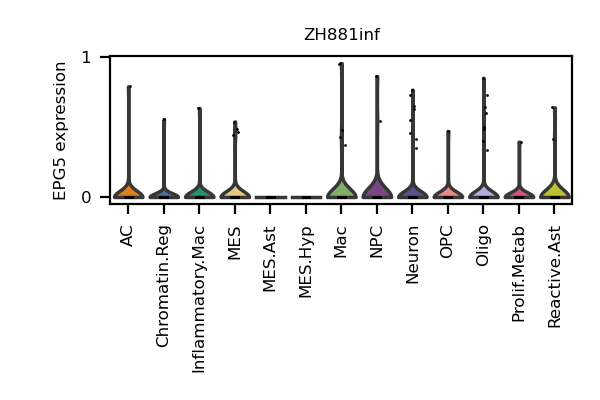 ZH881inf
EPG5 expression
1
0
AC
Chromatin.Reg
Inflammatory.Mac
MES
MES.Ast
MES.Hyp
Mac
NPC
Neuron
OPC
Oligo
Prolif.Metab
Reactive.Ast